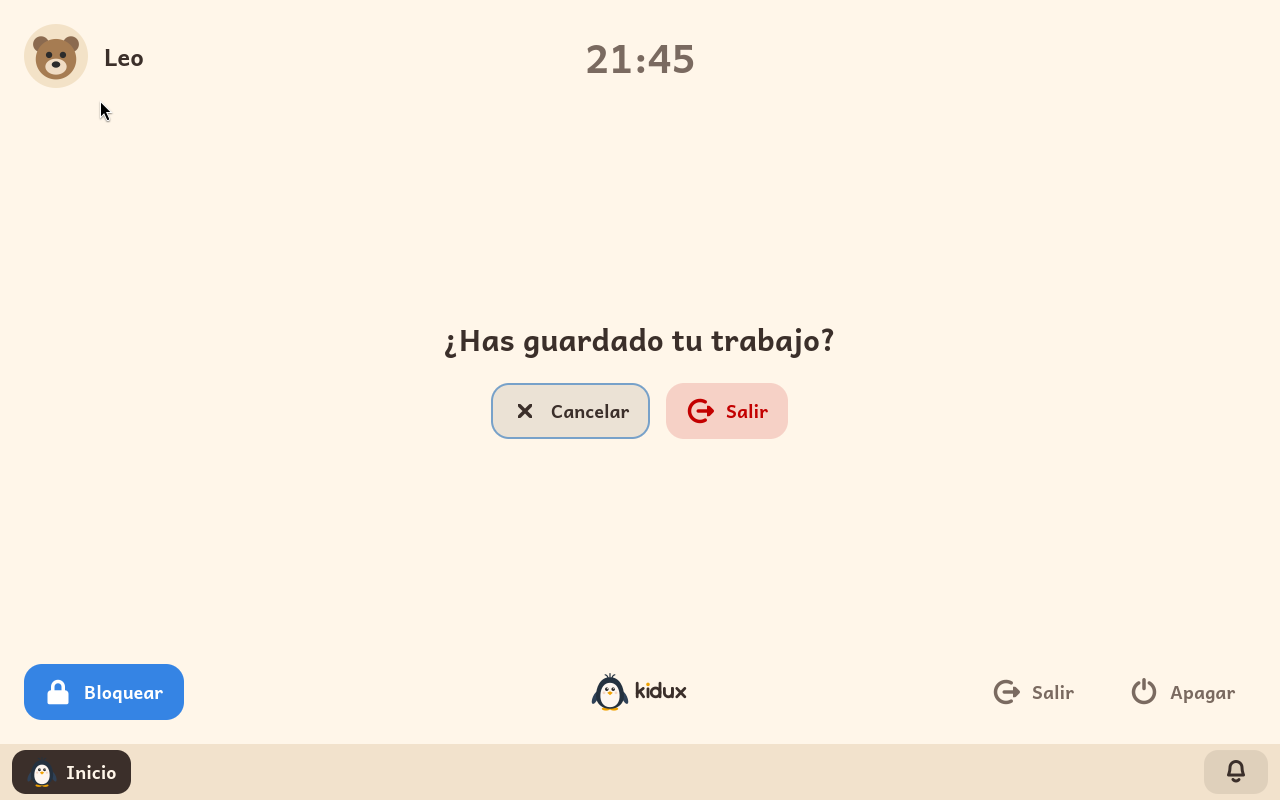 Leo
21:45
¿Has guardado tu trabajo?
Cancelar
Salir
Bloquear
kidux
Salir
Apagar
Inicio